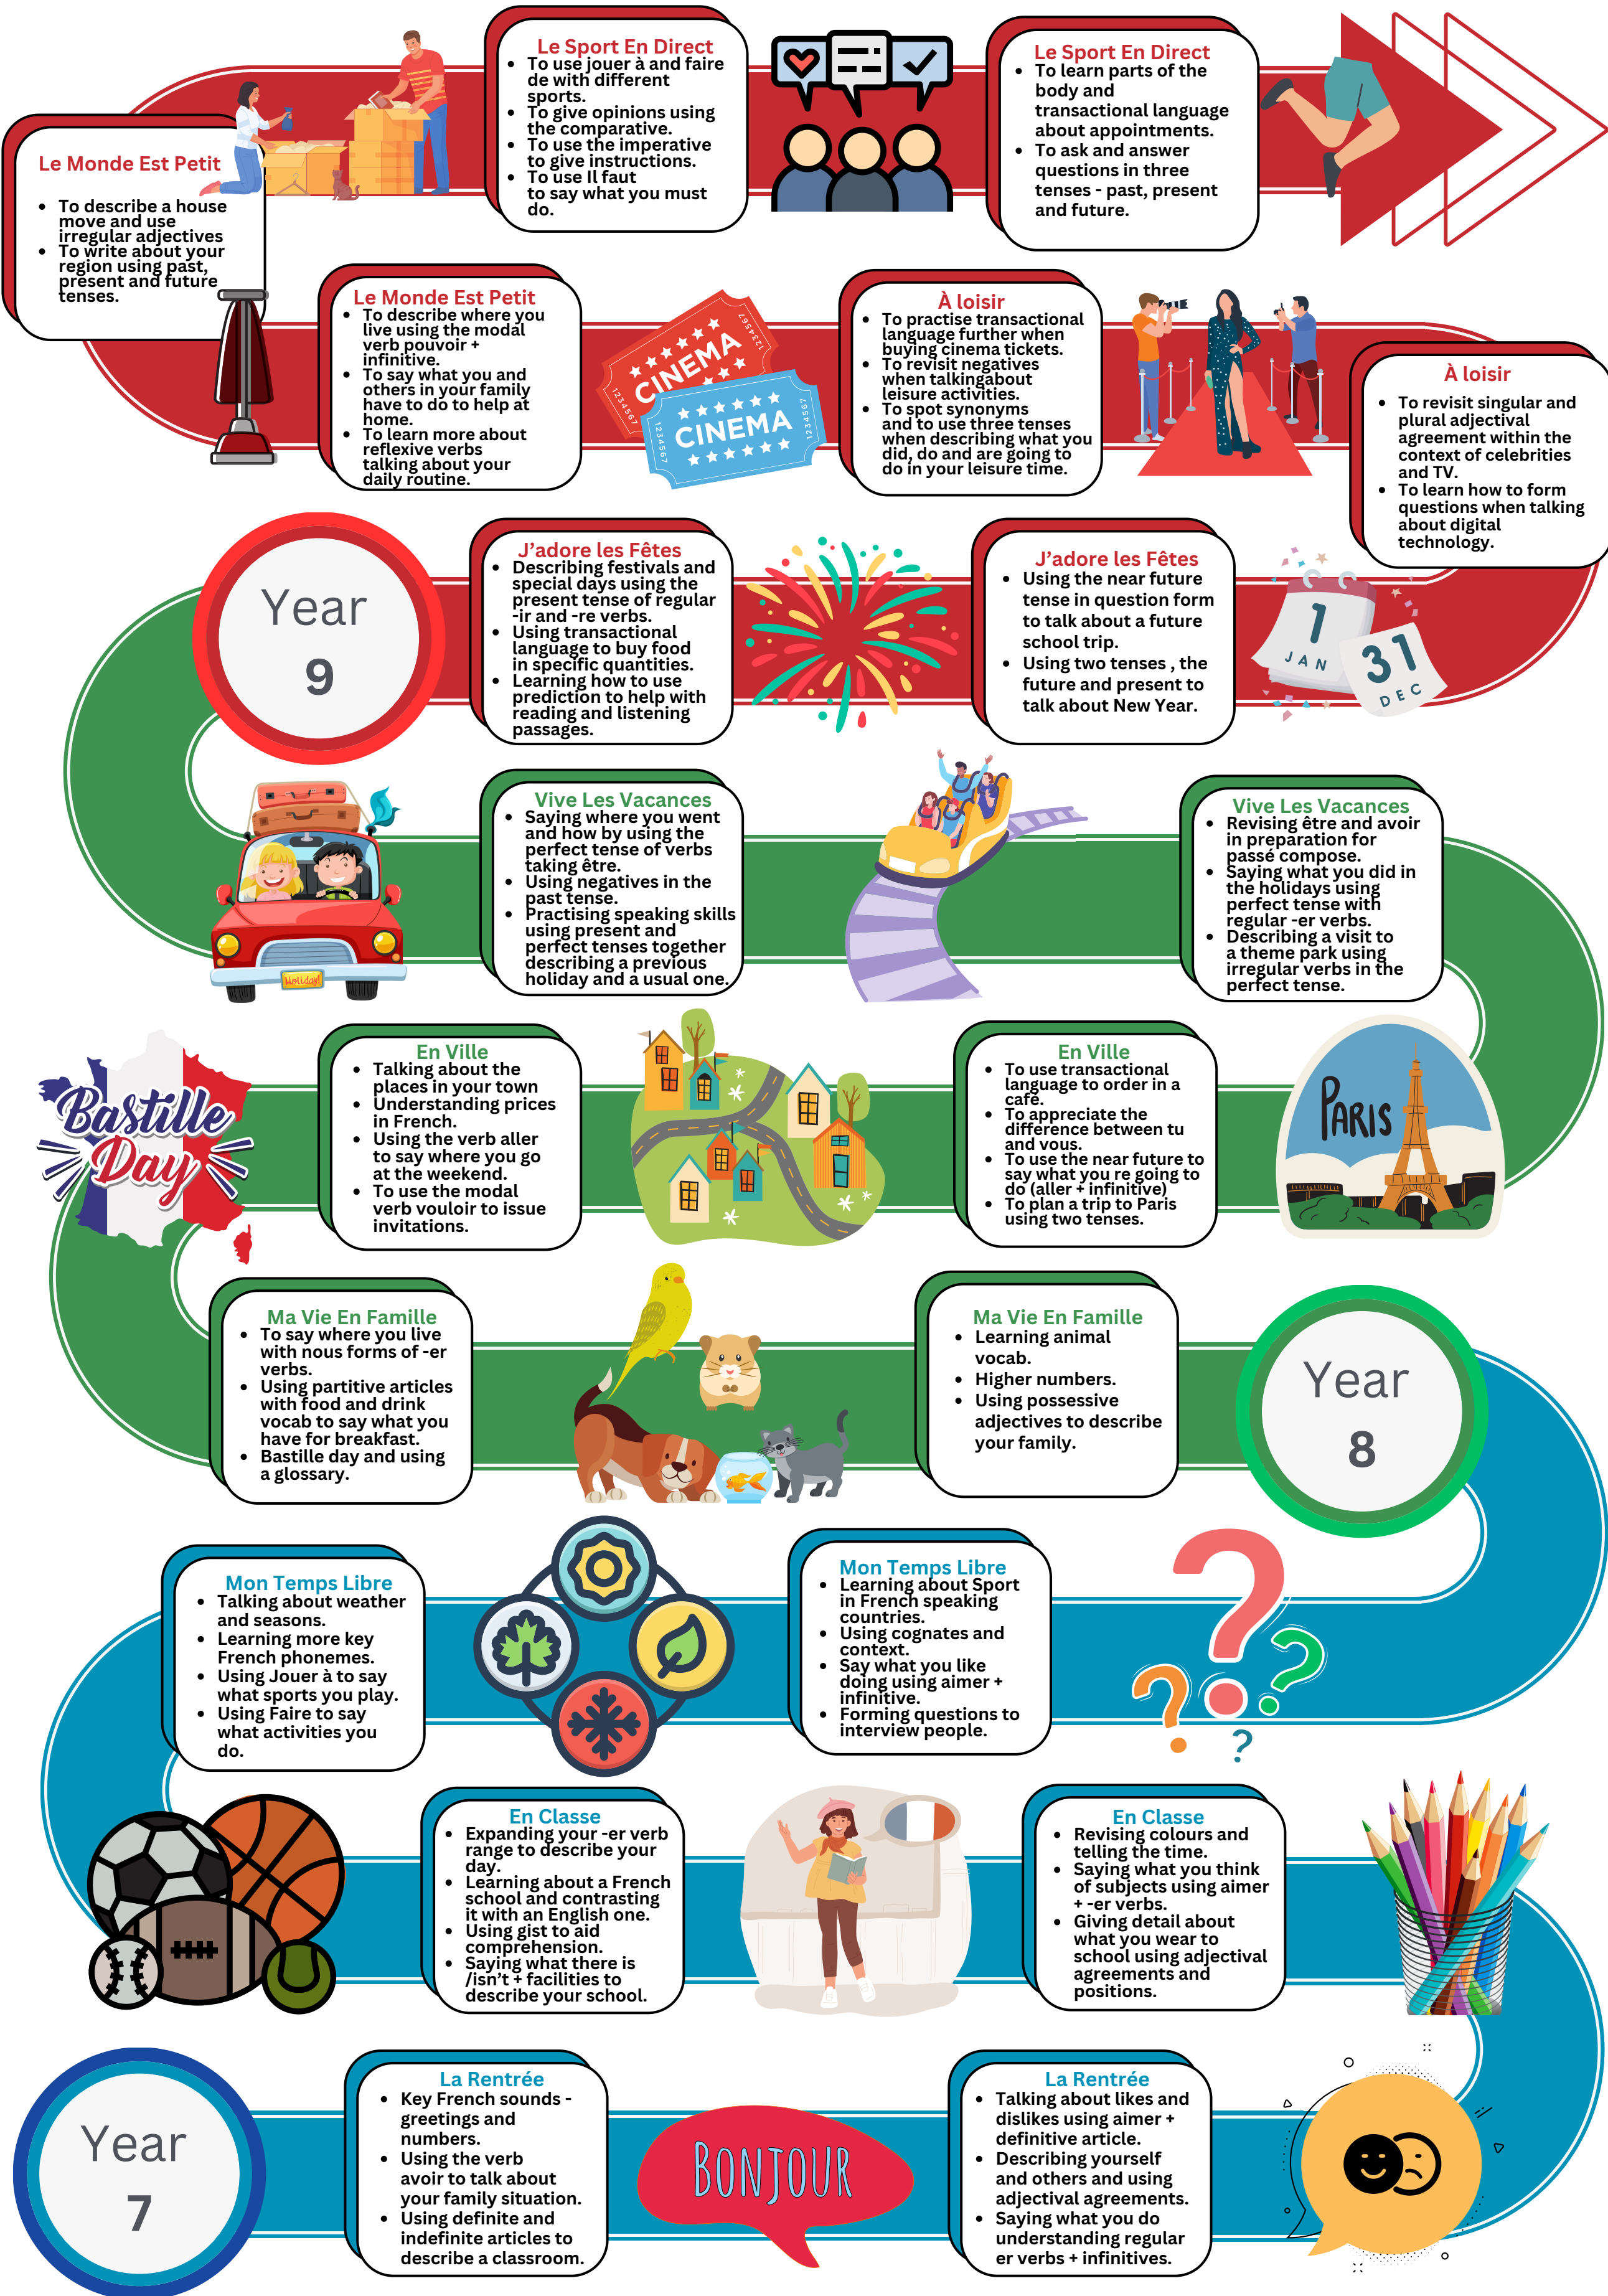 Le Sport En Direct
To use jouer à and faire
de with different
sports.
To give opinions using
the comparative.
To use the imperative
to give instructions.
To use Il faut
to say what you must
do.
Le Sport En Direct
To learn parts of the
body and
transactional language
about appointments.
To ask and answer
questions in three
tenses - past, present
and future.
Le Monde Est Petit
To describe a house
move and use
irregular adjectives
To write about your
region using past,
present and future
tenses.
Le Monde Est Petit
To describe where you
live using the modal
verb pouvoir +
infinitive.
To say what you and
others in your family
have to do to help at
home.
To learn more about
reflexive verbs
talking about your
daily routine.
CINEMA
1234567
1234567
CINEMA
1234567
1234567
À loisir
To practise transactional
language further when
buying cinema tickets.
To revisit negatives
when talkingabout
leisure activities.
To spot synonyms
and to use three tenses
when describing what you
did, do and are going to
do in your leisure time.
À loisir
To revisit singular and
plural adjectival
agreement within the
context of celebrities
and TV.
To learn how to form
questions when talking
about digital
technology.
Year
9
J'adore les Fêtes
Describing festivals and
special days using the
present tense of regular
-ir and -re verbs.
Using transactional
language to buy food
in specific quantities.
Learning how to use
prediction to help with
reading and listening
passages.
J'adore les Fêtes
Using the near future
tense in question form
to talk about a future
school trip.
Using two tenses , the
future and present to
talk about New Year.
1
JAN
31
DEC
Holiday!
Vive Les Vacances
Saying where you went
and how by using the
perfect tense of verbs
taking être.
Using negatives in the
past tense.
Practising speaking skills
using present and
perfect tenses together
describing a previous
holiday and a usual one.
Vive Les Vacances
Revising être and avoir
in preparation for
passé compose.
Saying what you did in
the holidays using
perfect tense with
regular -er verbs.
Describing a visit to
a theme park using
irregular verbs in the
perfect tense.
Bastille
Day
En Ville
Talking about the
places in your town
Understanding prices
in French.
Using the verb aller
to say where you go
at the weekend.
To use the modal
verb vouloir to issue
invitations.
En Ville
To use transactional
language to order in a
café.
To appreciate the
difference between tu
and vous.
To use the near future to
say what you re going to
do (aller + infinitive)
To plan a trip to Paris
using two tenses.
PARIS
Ma Vie En Famille
To say where you live
with nous forms of -er
verbs.
Using partitive articles
with food and drink
vocab to say what you
have for breakfast.
Bastille day and using
a glossary.
Ma Vie En Famille
Learning animal
vocab.
Higher numbers.
Using possessive
adjectives to describe
your family.
Year
8
Mon Temps Libre
Talking about weather
and seasons.
Learning more key
French phonemes.
Using Jouer à to say
what sports you play.
Using Faire to say
what activities you
do.
Mon Temps Libre
Learning about Sport
in French speaking
countries.
Using cognates and
context.
Say what you like
doing using aimer +
infinitive.
Forming questions to
interview people.
?
?
?
?
En Classe
Expanding your -er verb
range to describe your
day.
Learning about a French
school and contrasting
it with an English one.
Using gist to aid
comprehension.
Saying what there is
/isn't + facilities to
describe your school.
En Classe
Revising colours and
telling the time.
Saying what you think
of subjects using aimer
+ -er verbs.
Giving detail about
what you wear to
school using adjectival
agreements and
positions.
Year
7
La Rentrée
Key French sounds -
greetings and
numbers.
Using the verb
avoir to talk about
your family situation.
Using definite and
indefinite articles to
describe a classroom.
BONJOUR
La Rentrée
Talking about likes and
dislikes using aimer +
definitive article.
Describing yourself
and others and using
adjectival agreements.
Saying what you do
understanding regular
er verbs + infinitives.